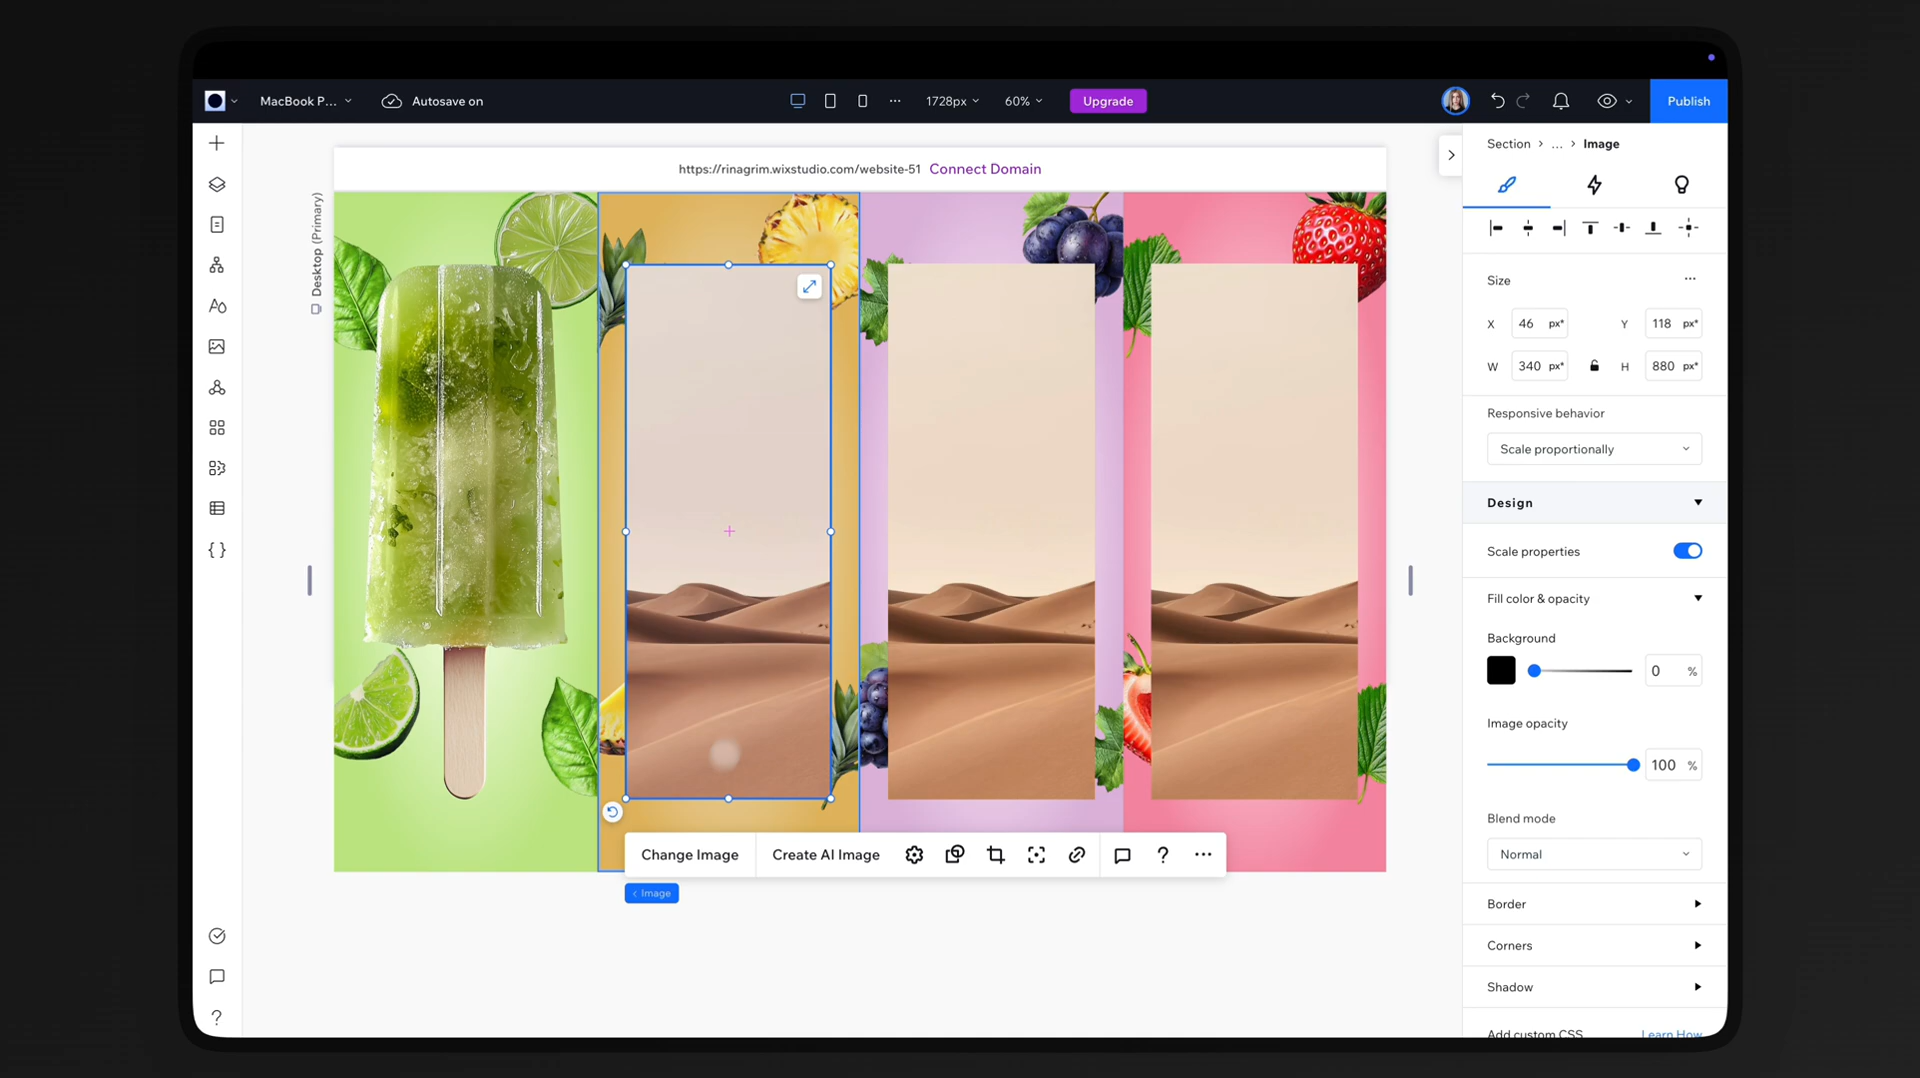 MacBook P...
Autosave on
1728px
60%
Upgrade
Publish
https://rinagrim.wixstudio.com/website-51 Connect Domain
Desktop (Primary)
Section > ... > Image
Size
X 46 px* Y 118 px*
W 340 px* H 880 px*
Responsive behavior
Scale proportionally
Design
Scale properties
Fill color & opacity
Background
0 %
Image opacity
100 %
Blend mode
Normal
Border
Corners
Shadow
Add custom CSS Learn How
Change Image
Create AI Image
?
< Image
?